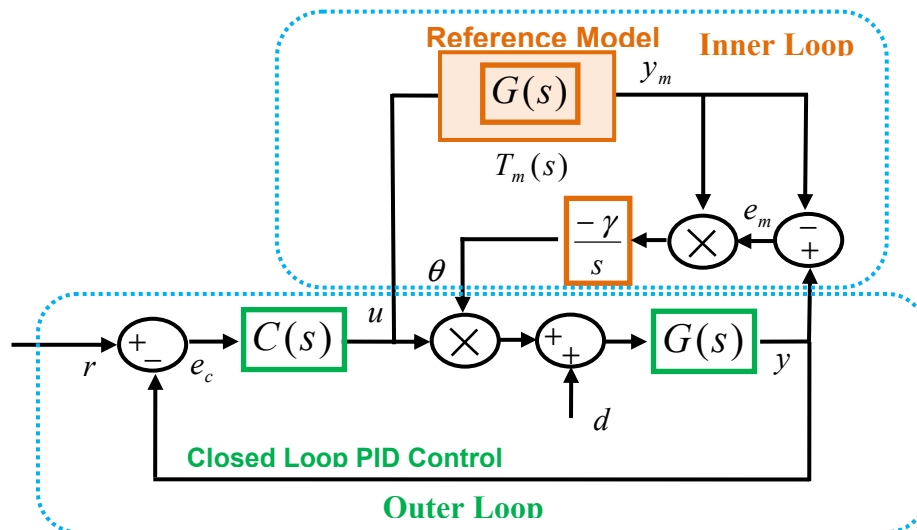 Reference Model
Inner Loop
G(s)
y_m
T_m(s)
e_m
-
+
×
-γ
s
θ
u
r
+
−
e_c
C(s)
×
+
+
d
G(s)
y
Closed Loop PID Control
Outer Loop